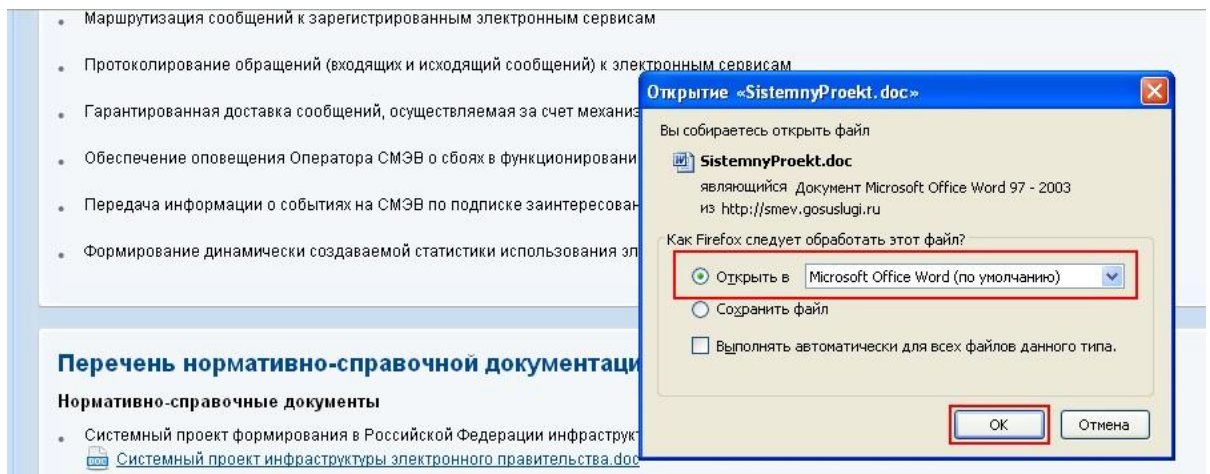 Маршрутизация сообщений к зарегистрированным электронным сервисам
Протоколирование обращений (входящих и исходящий сообщений) к электронным сервисам
Гарантированная доставка сообщений, осуществляемая за счет механиз
Обеспечение оповещения Оператора СМЭВ о сбоях в функционировани
Передача информации о событиях на СМЭВ по подписке заинтересован
Формирование динамически создаваемой статистики использования эл
Перечень нормативно-справочной документаци
Нормативно-справочные документы
Системный проект формирования в Российской Федерации инфраструк
Системный проект инфраструктуры электронного правительства.doc
Открытие «SistemnyProekt.doc»
Вы собираетесь открыть файл
SistemnyProekt.doc
являющийся Документ Microsoft Office Word 97 - 2003
из http://smev.gosuslugi.ru
Как Firefox следует обработать этот файл?
Открыть в Microsoft Office Word (по умолчанию)
Сохранить файл
Выполнять автоматически для всех файлов данного типа.
OK Отмена